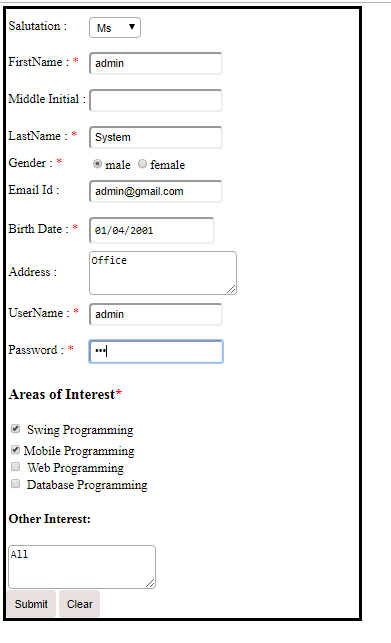 Salutation : Ms
FirstName : * admin
Middle Initial :
LastName : * System
Gender : * male female
Email Id : admin@gmail.com
Birth Date : * 01/04/2001
Address : Office
UserName : * admin
Password : * •••
Areas of Interest*
Swing Programming
Mobile Programming
Web Programming
Database Programming
Other Interest:
All
Submit Clear